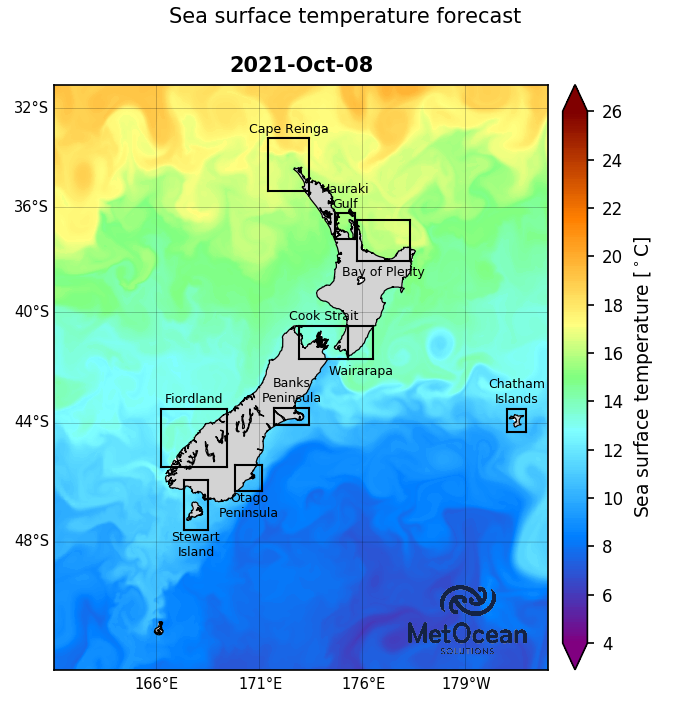 Sea surface temperature forecast
2021-Oct-08
32°S
36°S
40°S
44°S
48°S
Cape Reinga
Hauraki
Gulf
Bay of Plenty
Cook Strait
Wairarapa
Banks
Peninsula
Fiordland
Chatham
Islands
Otago
Peninsula
Stewart
Island
MetOcean
SOLUTIONS
166°E
171°E
176°E
179°W
26
24
22
20
18
16
14
12
10
8
6
4
Sea surface temperature [°C]